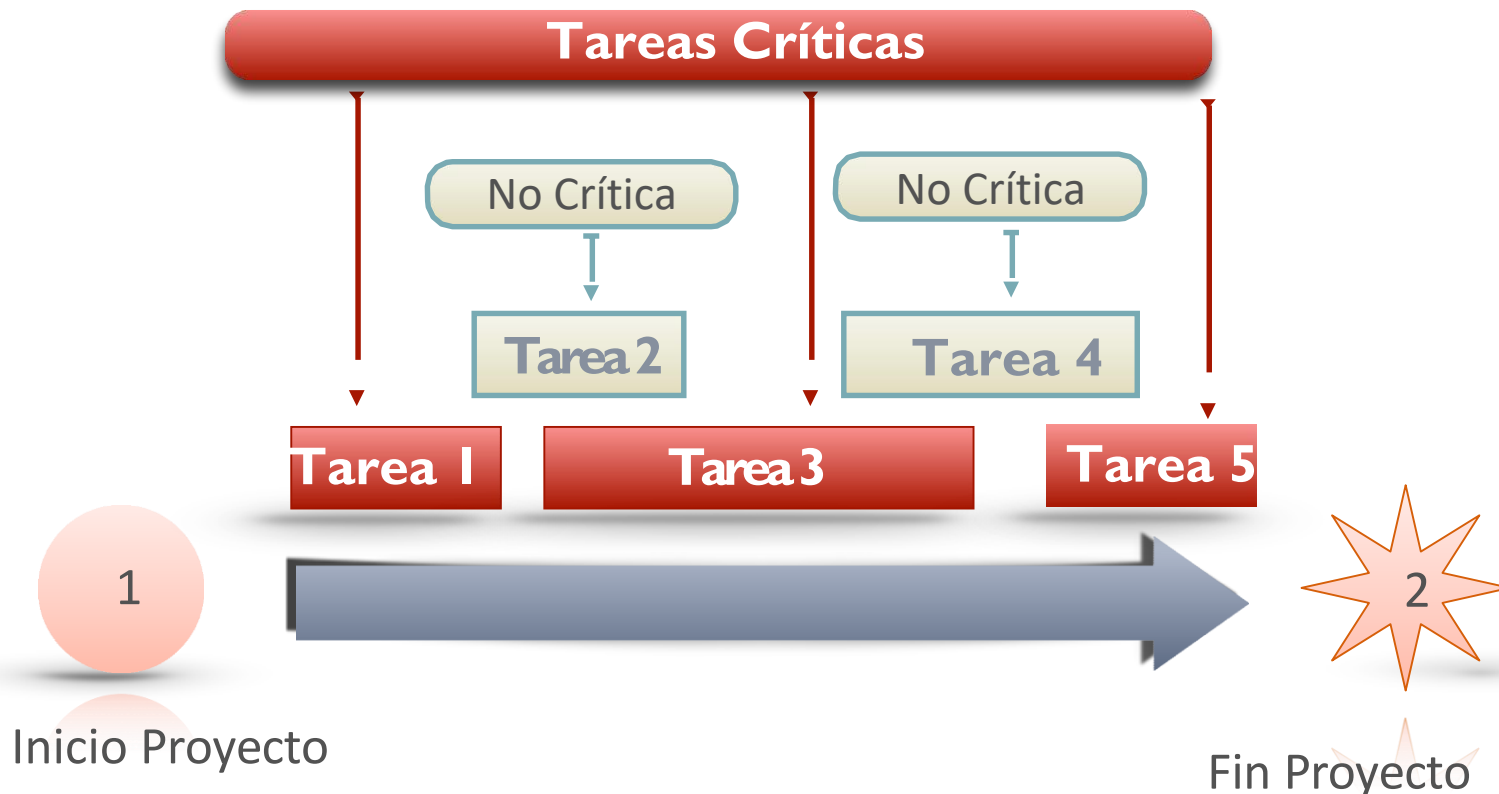 Tareas Críticas
No Crítica
No Crítica
Tarea 2
Tarea 4
Tarea 1
Tarea 3
Tarea 5
1
2
Inicio Proyecto
Fin Proyecto